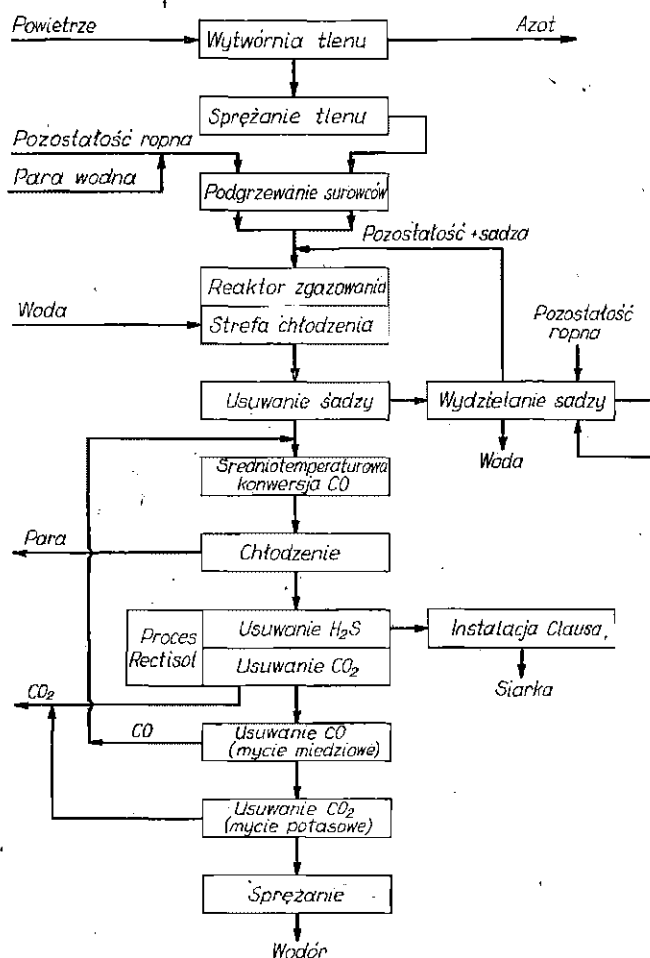 Powietrze
Wytwórnia tlenu
Azot
Sprężanie tlenu
Pozostałość ropna
Para wodna
Podgrzewanie surowców
Pozostałość + sadza
Reaktor zgazowania
Woda
Strefa chłodzenia
Pozostałość
ropna
Usuwanie sadzy
Wydzielanie sadzy
Woda
Średniotemperaturowa
konwersja CO
Para
Chłodzenie
Proces
Rectisol
Usuwanie H₂S
Instalacja Clausa
Usuwanie CO₂
Siarka
CO₂
CO
Usuwanie CO
(mycie miedziowe)
Usuwanie CO₂
(mycie potasowe)
Sprężanie
Wodór